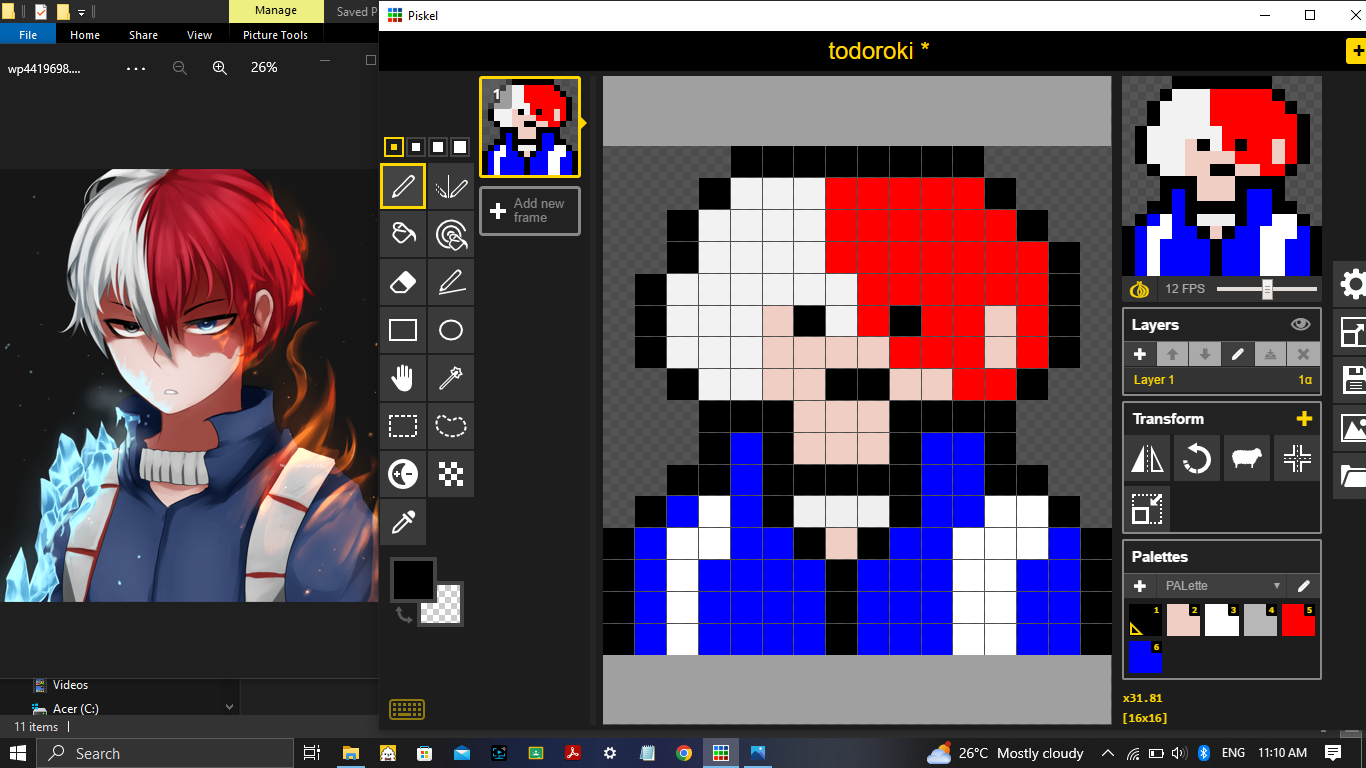 Manage
Saved P
Piskel
File
Home
Share
View
Picture Tools
todoroki *
wp4419698....
26%
1
Add new
frame
12 FPS
Layers
Layer 1
1α
Transform
Palettes
PALette
1
2
3
4
5
6
Videos
Acer (C:)
11 items
x31.81
[16x16]
Search
26°C Mostly cloudy
ENG
11:10 AM